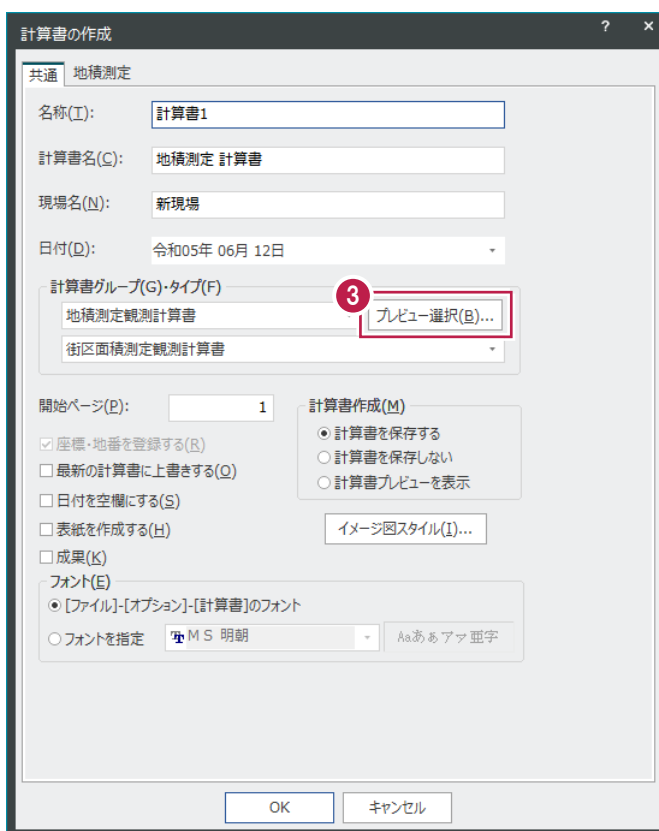 計算書の作成
? ×
共通 地積測定
名称(T): 計算書1
計算書名(C): 地積測定 計算書
現場名(N): 新現場
日付(D): 令和05年 06月 12日
計算書グループ(G)・タイプ(F)
3
地積測定観測計算書
プレビュー選択(B)...
街区面積測定観測計算書
開始ページ(P): 1
計算書作成(M)
計算書を保存する
計算書を保存しない
計算書プレビューを表示
座標・地番を登録する(R)
最新の計算書に上書きする(O)
日付を空欄にする(S)
表紙を作成する(H)
イメージ図スタイル(I)...
成果(K)
フォント(E)
[ファイル]-[オプション]-[計算書]のフォント
フォントを指定 MS 明朝 Aaあぁアァ亜宇
OK キャンセル